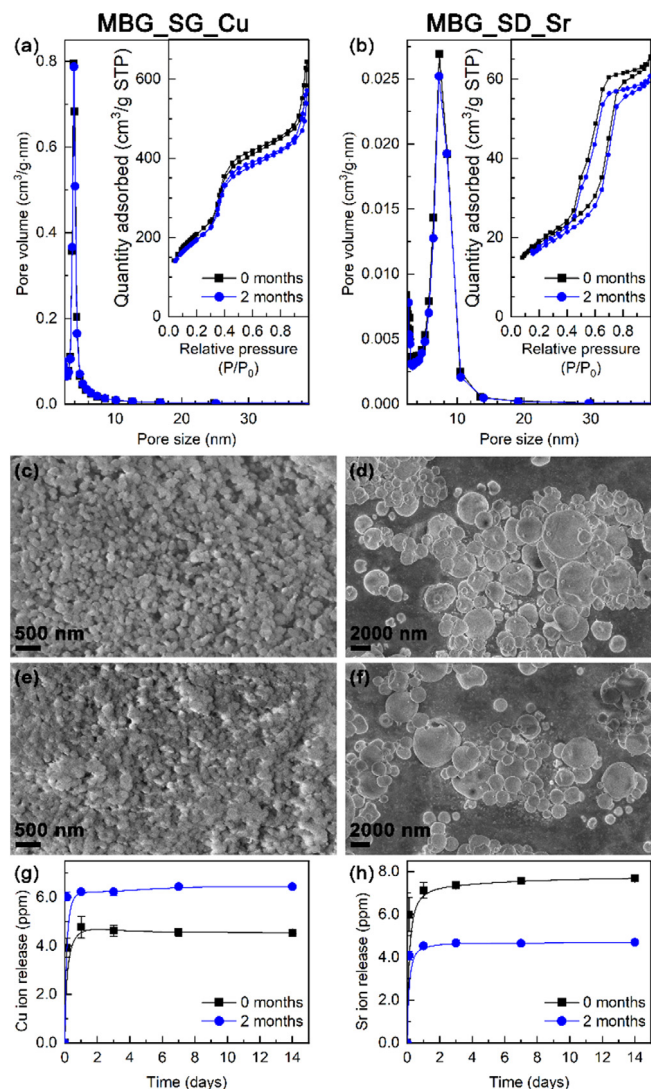 MBG_SG_Cu
MBG_SD_Sr
(a)
Pore volume (cm³/g·nm)
0.8
0.6
0.4
0.2
0.0
10
20
30
Pore size (nm)
Quantity adsorbed (cm³/g STP)
600
400
200
0
0.0 0.2 0.4 0.6 0.8
Relative pressure
(P/P₀)
0 months
2 months
(b)
Pore volume (cm³/g·nm)
0.025
0.020
0.015
0.010
0.005
0.000
10
20
30
Pore size (nm)
Quantity adsorbed (cm³/g STP)
60
40
20
0
0.0 0.2 0.4 0.6 0.8
Relative pressure
(P/P₀)
0 months
2 months
(c)
500 nm
(d)
2000 nm
(e)
500 nm
(f)
2000 nm
(g)
Cu ion release (ppm)
6.0
4.0
2.0
0.0
0 2 4 6 8 10 12 14
Time (days)
0 months
2 months
(h)
Sr ion release (ppm)
8.0
6.0
4.0
2.0
0.0
0 2 4 6 8 10 12 14
Time (days)
0 months
2 months